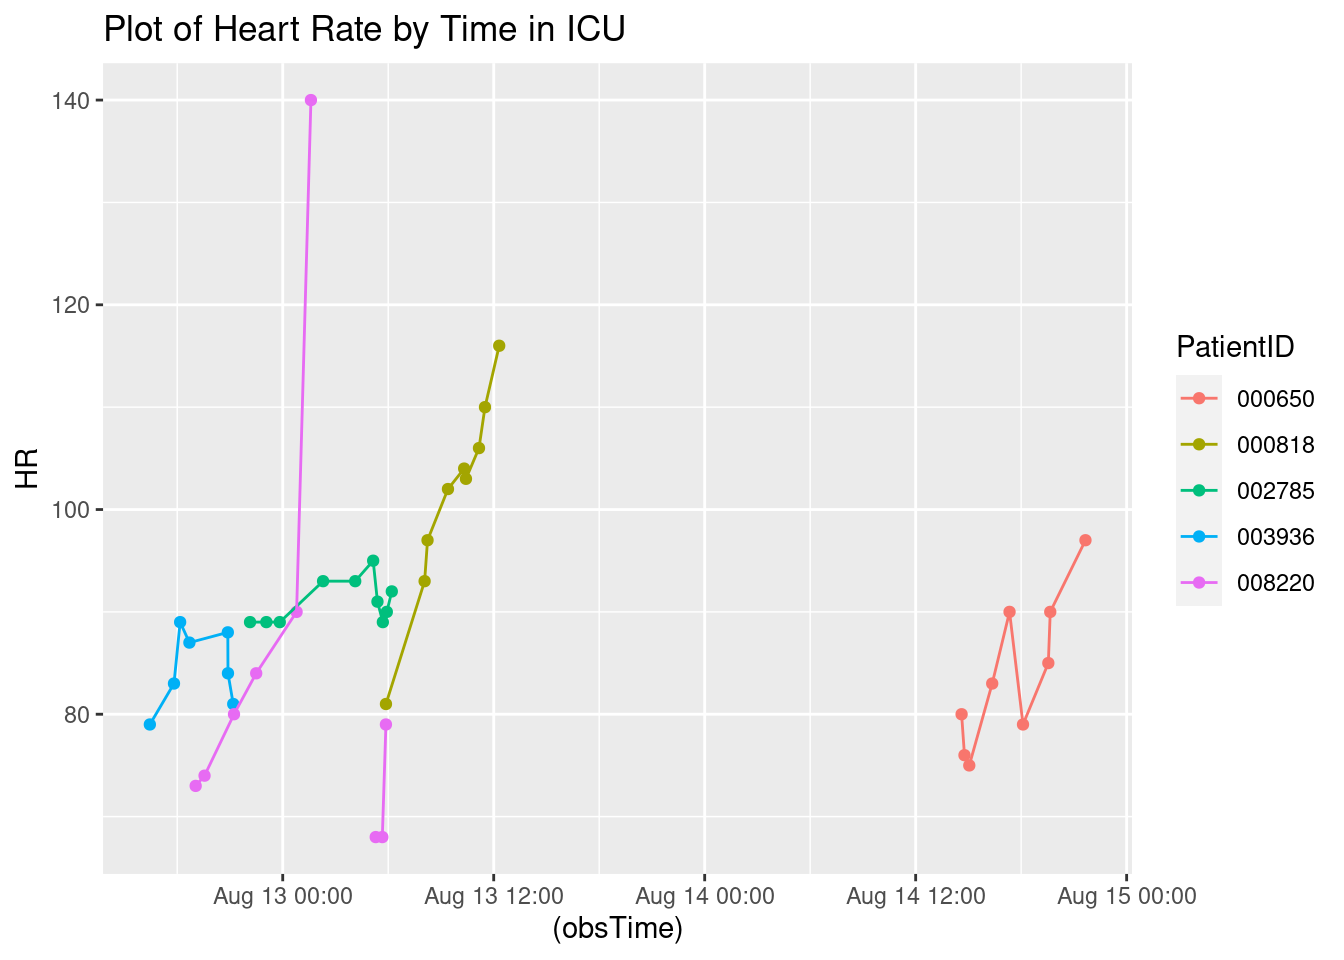 Plot of Heart Rate by Time in ICU
140
120
100
80
HR
Aug 13 00:00
Aug 13 12:00
Aug 14 00:00
Aug 14 12:00
Aug 15 00:00
(obsTime)
PatientID
000650
000818
002785
003936
008220